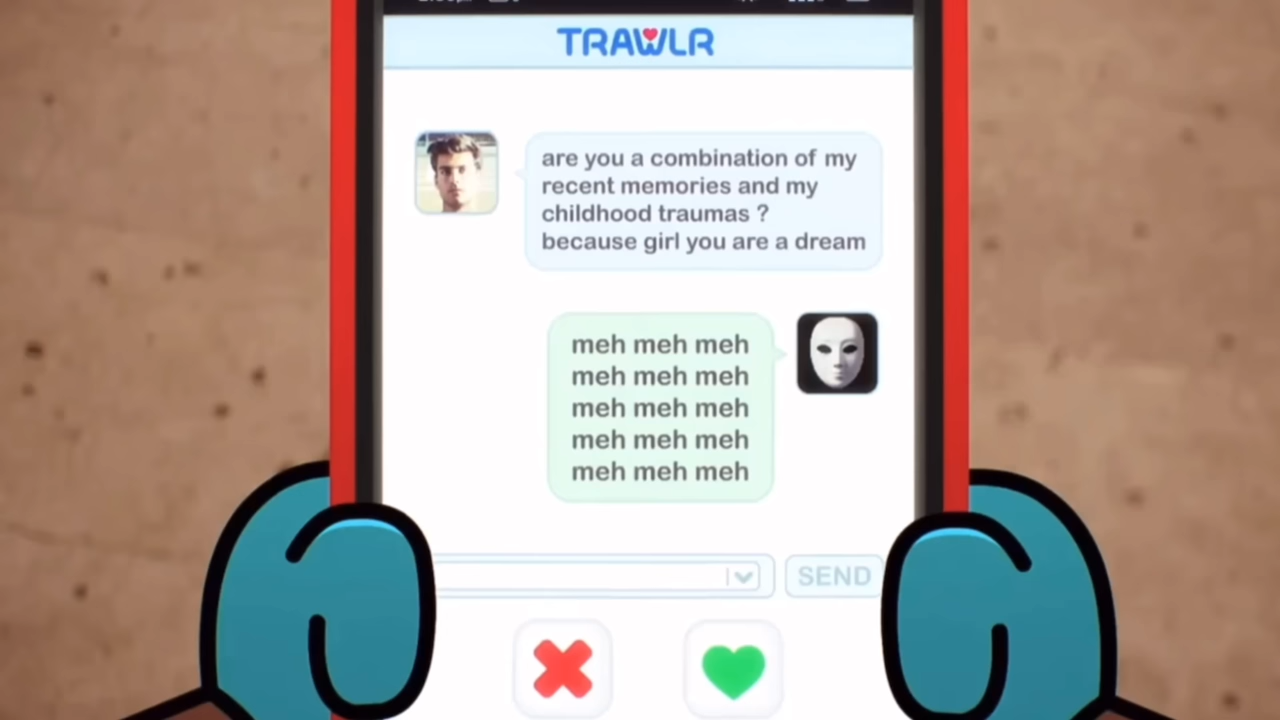 TRAWLR
are you a combination of my
recent memories and my
childhood traumas ?
because girl you are a dream
meh meh meh
meh meh meh
meh meh meh
meh meh meh
meh meh meh
SEND